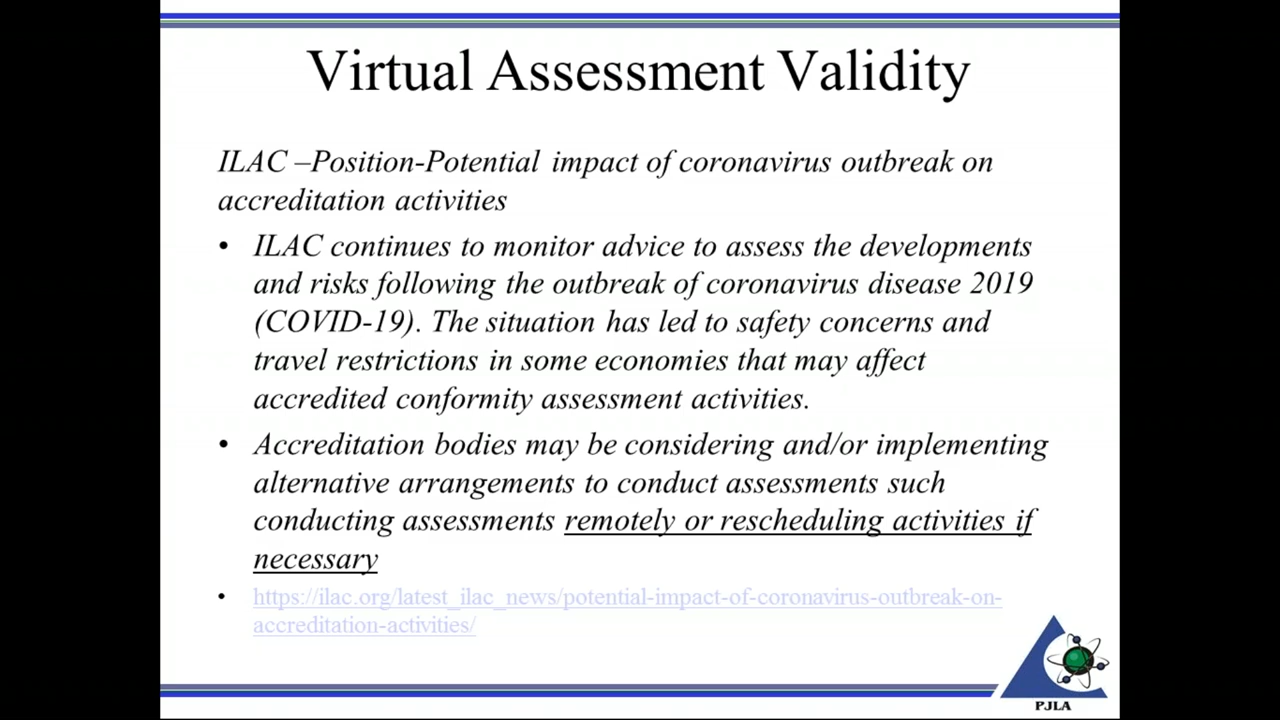 Virtual Assessment Validity
ILAC –Position-Potential impact of coronavirus outbreak on
accreditation activities
• ILAC continues to monitor advice to assess the developments
and risks following the outbreak of coronavirus disease 2019
(COVID-19). The situation has led to safety concerns and
travel restrictions in some economies that may affect
accredited conformity assessment activities.
• Accreditation bodies may be considering and/or implementing
alternative arrangements to conduct assessments such
conducting assessments remotely or rescheduling activities if
necessary
• https://ilac.org/latest_ilac_news/potential-impact-of-coronavirus-outbreak-on-
accreditation-activities/
PJLA